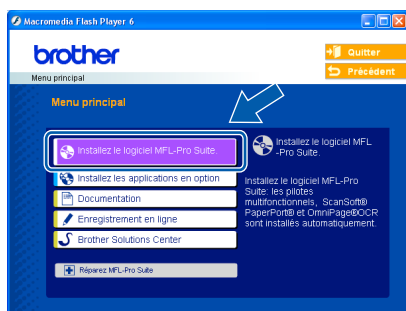 Macromedia Flash Player 6
brother
Quitter
Précédent
Menu principal
Menu principal
Installez le logiciel MFL-Pro Suite.
Installez les applications en option
Documentation
Enregistrement en ligne
Brother Solutions Center
Réparez MFL-Pro Suite
Installez le logiciel MFL
-Pro Suite.
Installez le logiciel MFL-Pro
Suite: les pilotes
multifonctionnels, ScanSoft®
PaperPort® et OmniPage®OCR
sont installés automatiquement.